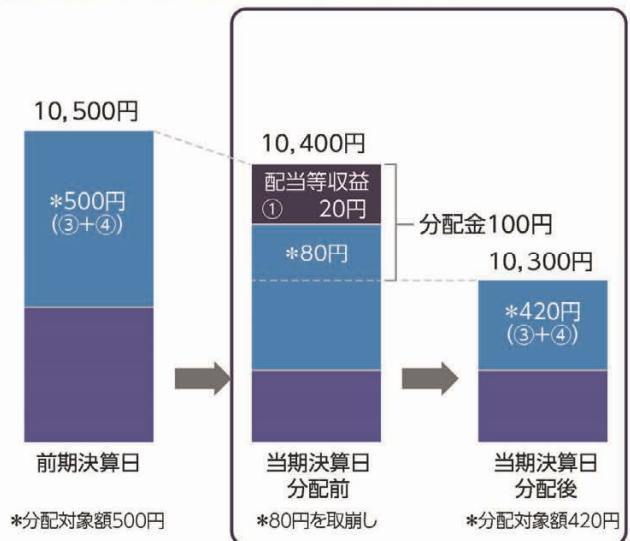 10,500円
*500円
(③+④)
前期決算日
*分配対象額500円
10,400円
配当等収益
① 20円
*80円
分配金100円
当期決算日
分配前
*80円を取崩し
10,300円
*420円
(③+④)
当期決算日
分配後
*分配対象額420円